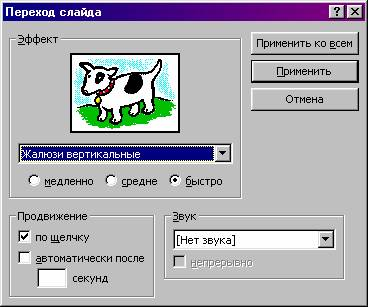 Переход слайда
Эффект
Применить ко всем
Применить
Отмена
Жалюзи вертикальные
медленно средне быстро
Продвижение
по щелчку
автоматически после
секунд
Звук
[Нет звука]
непрерывно